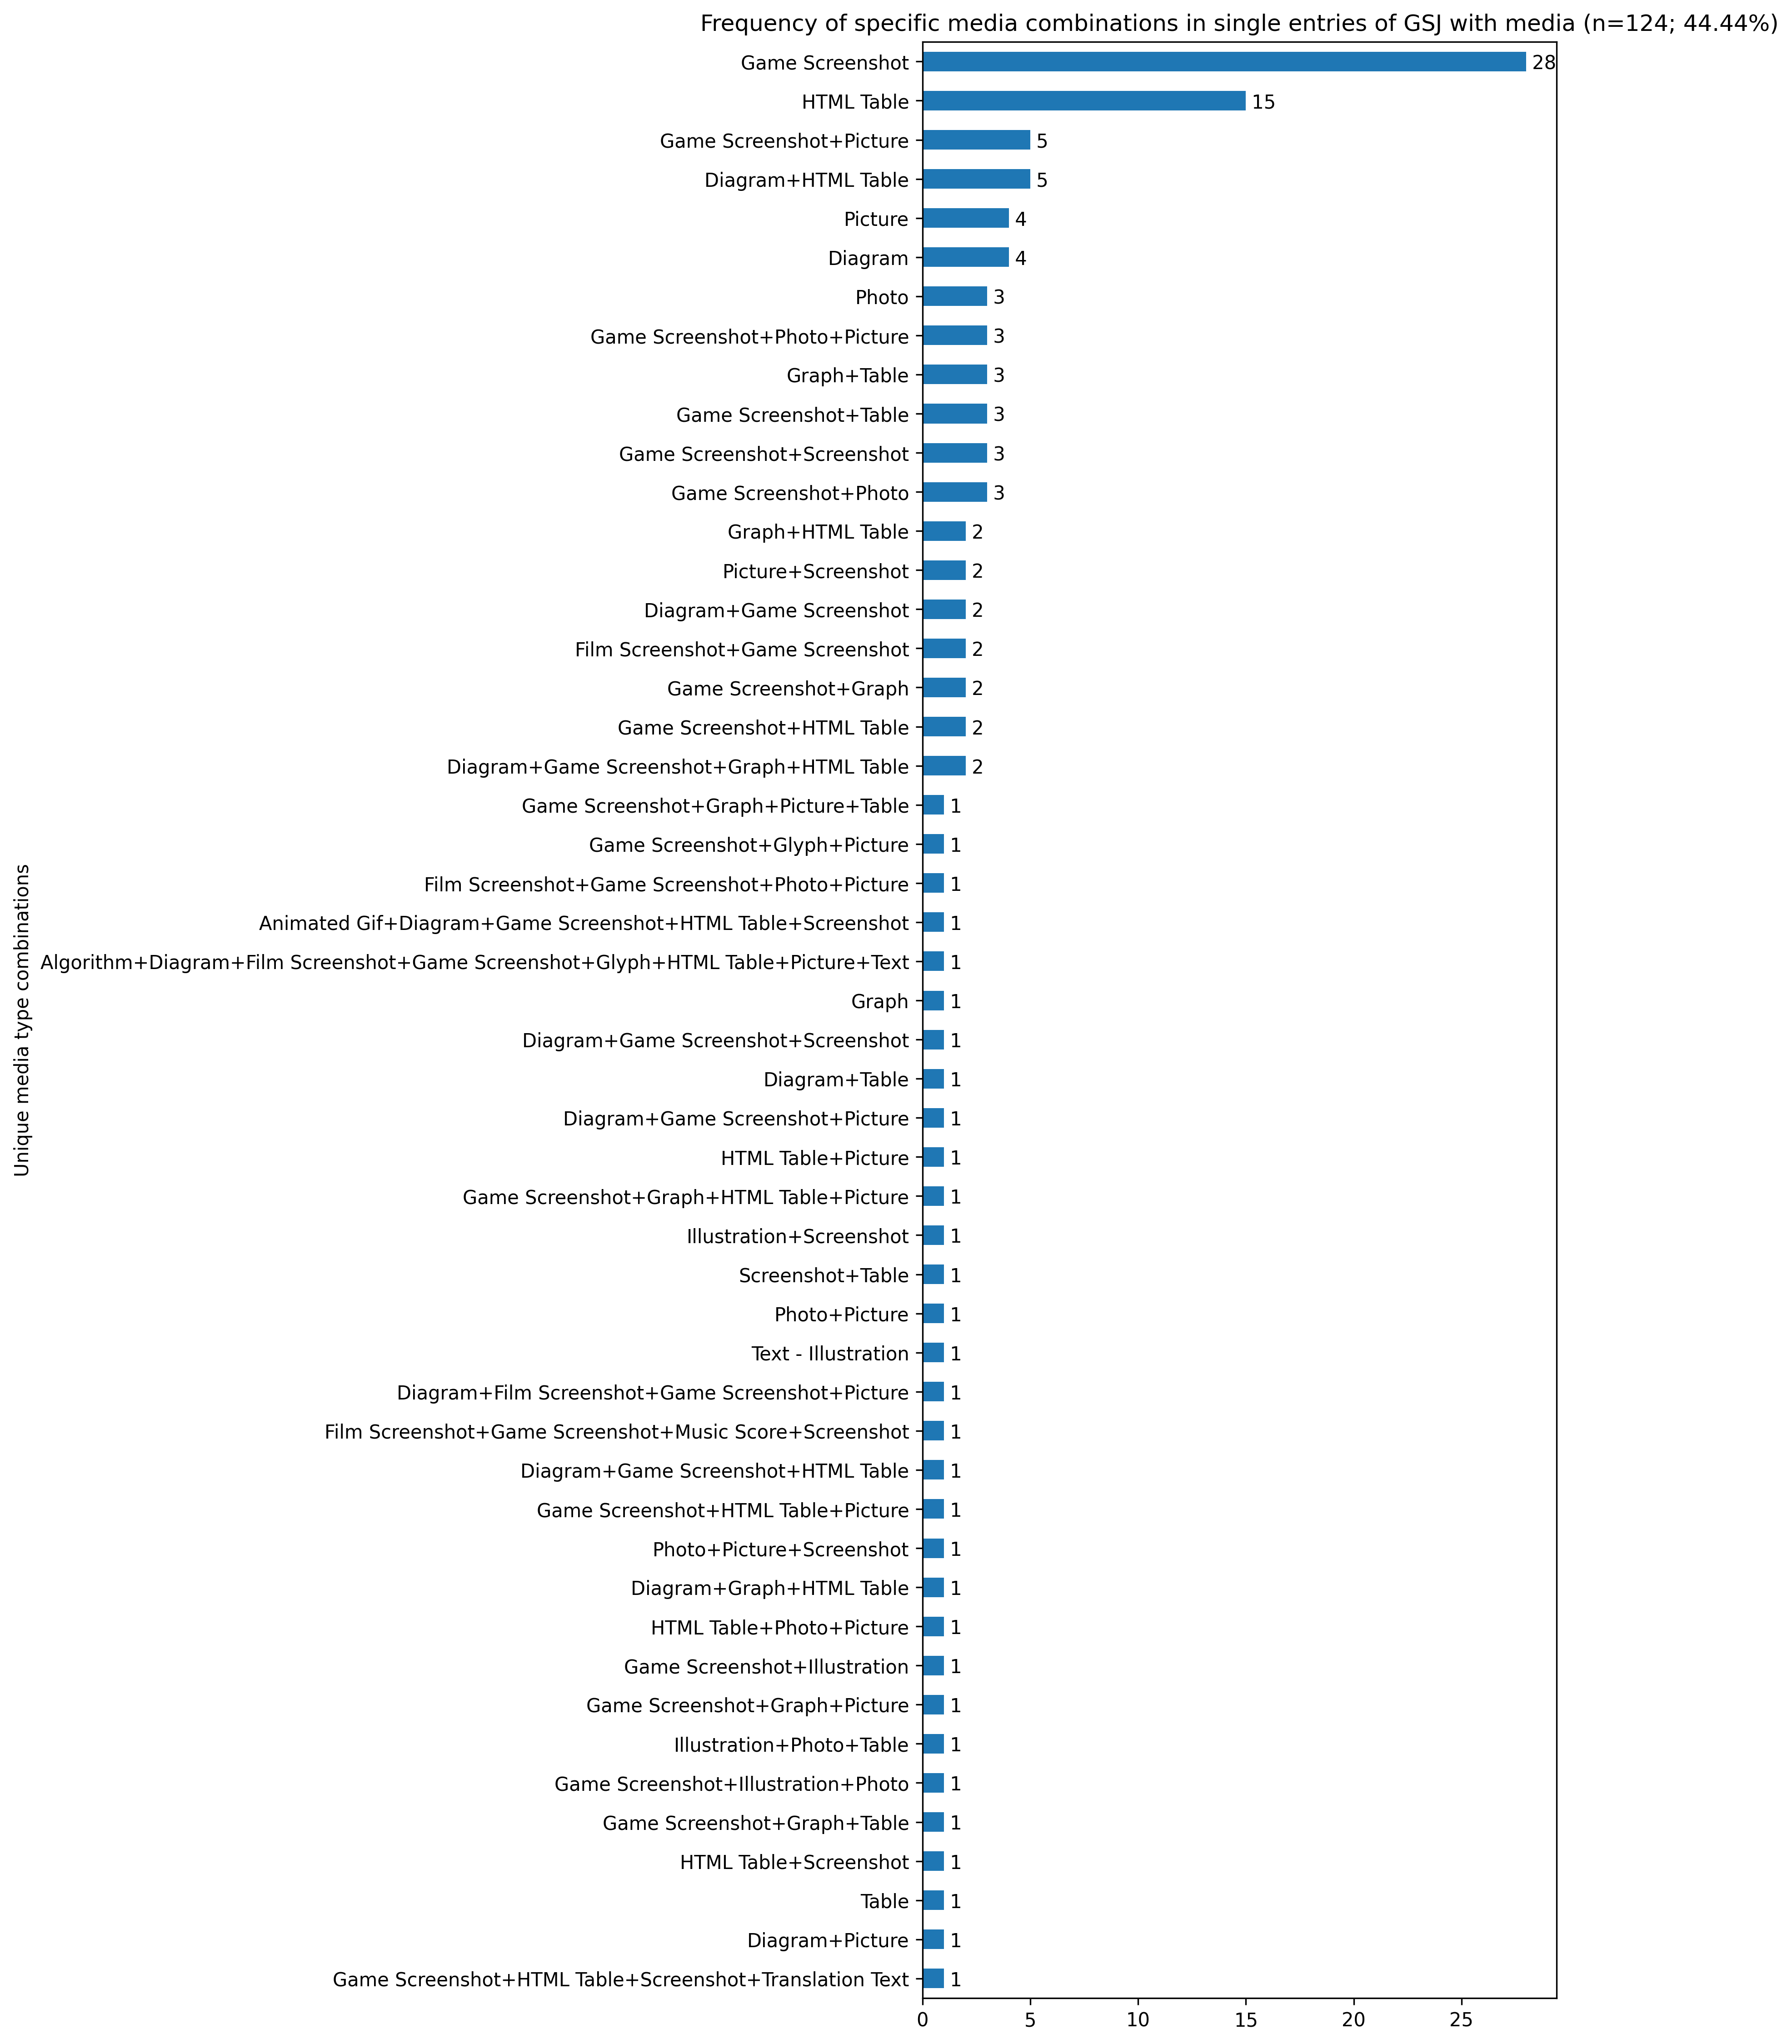 Frequency of specific media combinations in single entries of GSJ with media (n=124; 44.44%)
Game Screenshot 28
HTML Table 15
Game Screenshot+Picture 5
Diagram+HTML Table 5
Picture 4
Diagram 4
Photo 3
Game Screenshot+Photo+Picture 3
Graph+Table 3
Game Screenshot+Table 3
Game Screenshot+Screenshot 3
Game Screenshot+Photo 3
Graph+HTML Table 2
Picture+Screenshot 2
Diagram+Game Screenshot 2
Film Screenshot+Game Screenshot 2
Game Screenshot+Graph 2
Game Screenshot+HTML Table 2
Diagram+Game Screenshot+Graph+HTML Table 2
Game Screenshot+Graph+Picture+Table 1
Game Screenshot+Glyph+Picture 1
Film Screenshot+Game Screenshot+Photo+Picture 1
Animated Gif+Diagram+Game Screenshot+HTML Table+Screenshot 1
Algorithm+Diagram+Film Screenshot+Game Screenshot+Glyph+HTML Table+Picture+Text 1
Graph 1
Diagram+Game Screenshot+Screenshot 1
Diagram+Table 1
Diagram+Game Screenshot+Picture 1
HTML Table+Picture 1
Game Screenshot+Graph+HTML Table+Picture 1
Illustration+Screenshot 1
Screenshot+Table 1
Photo+Picture 1
Text - Illustration 1
Diagram+Film Screenshot+Game Screenshot+Picture 1
Film Screenshot+Game Screenshot+Music Score+Screenshot 1
Diagram+Game Screenshot+HTML Table 1
Game Screenshot+HTML Table+Picture 1
Photo+Picture+Screenshot 1
Diagram+Graph+HTML Table 1
HTML Table+Photo+Picture 1
Game Screenshot+Illustration 1
Game Screenshot+Graph+Picture 1
Illustration+Photo+Table 1
Game Screenshot+Illustration+Photo 1
Game Screenshot+Graph+Table 1
HTML Table+Screenshot 1
Table 1
Diagram+Picture 1
Game Screenshot+HTML Table+Screenshot+Translation Text 1
0 5 10 15 20 25
Unique media type combinations